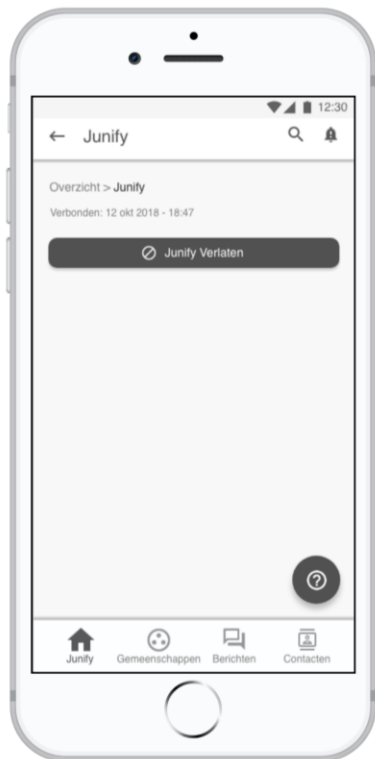 12:30
Junify
Overzicht > Junify
Verbonden: 12 okt 2018 - 18:47
Junify Verlaten
Junify Gemeenschappen Berichten Contacten